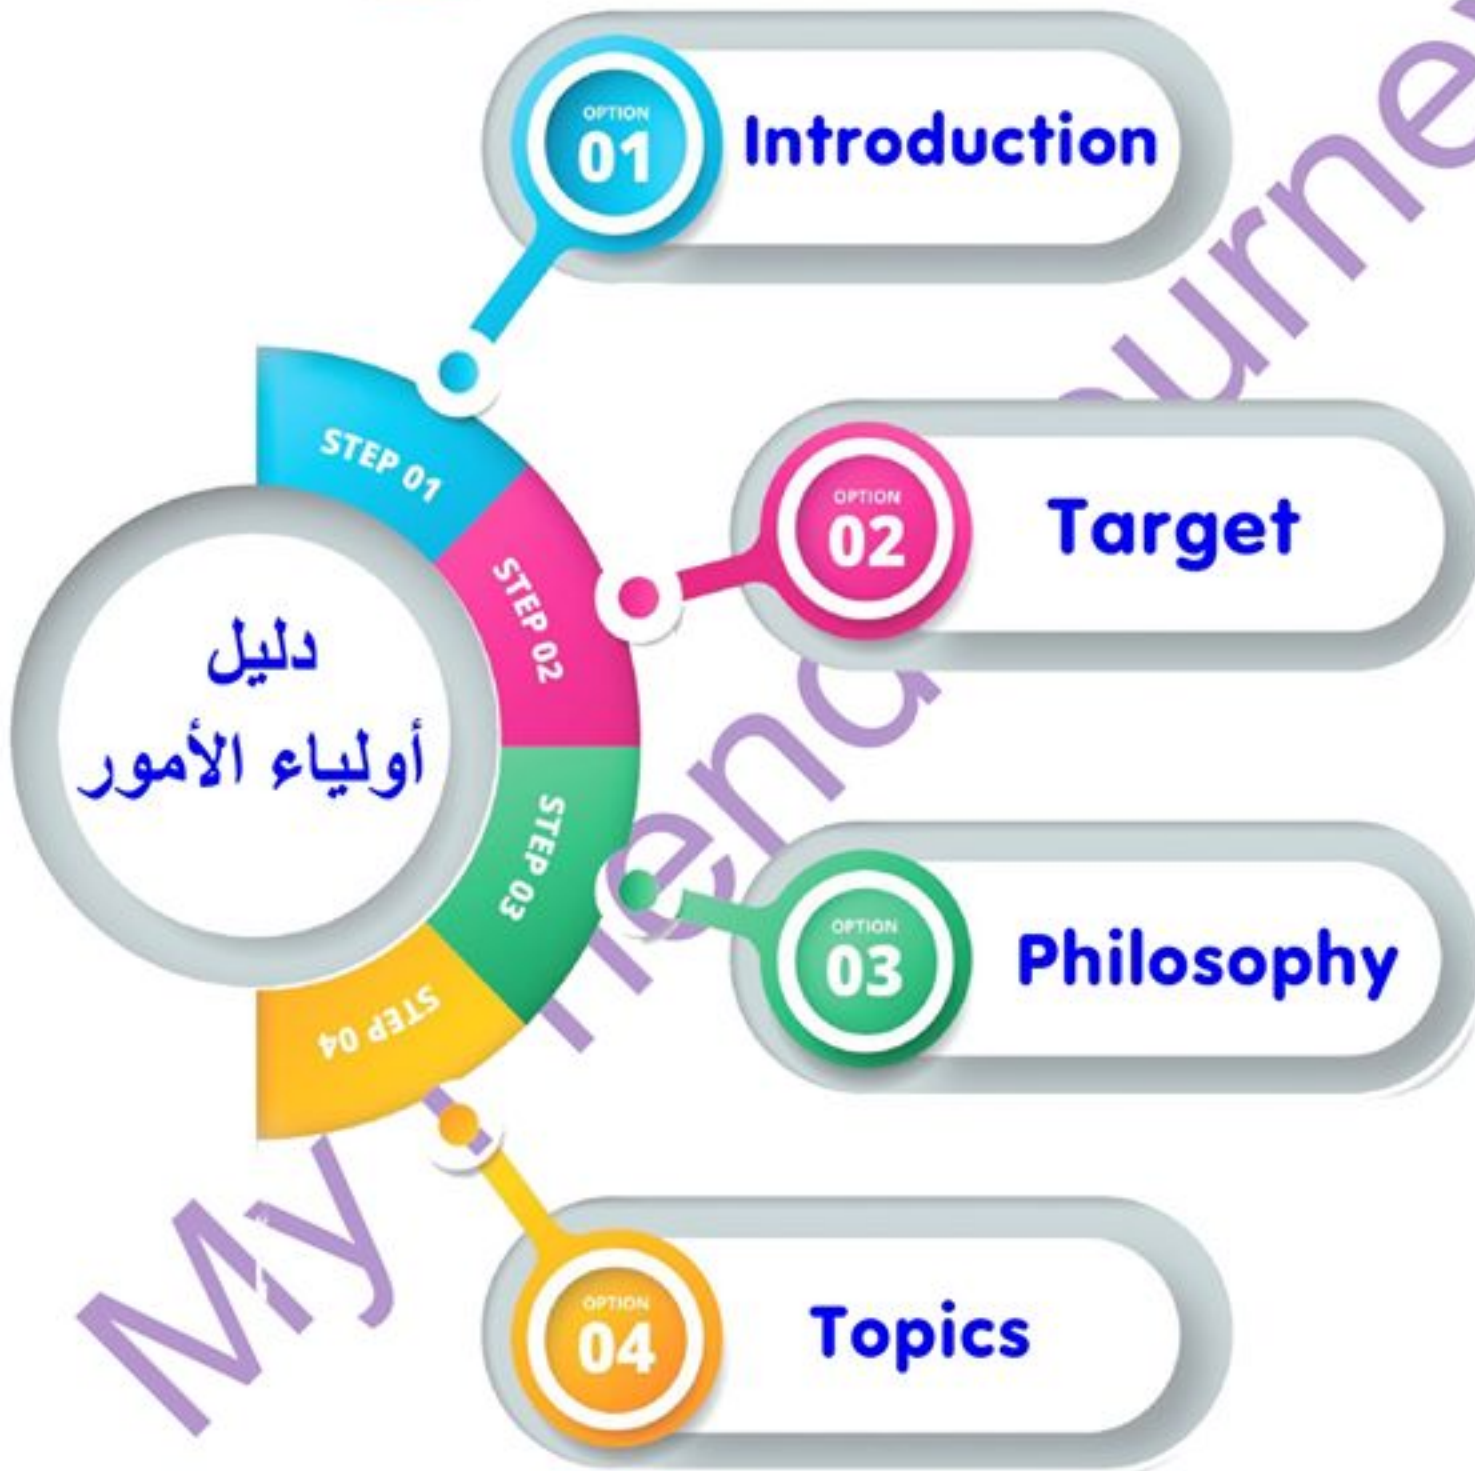 OPTION
01
Introduction
STEP 01
OPTION
02
Target
STEP 02
دليل
أولياء الأمور
STEP 03
OPTION
03
Philosophy
STEP 04
OPTION
04
Topics
My